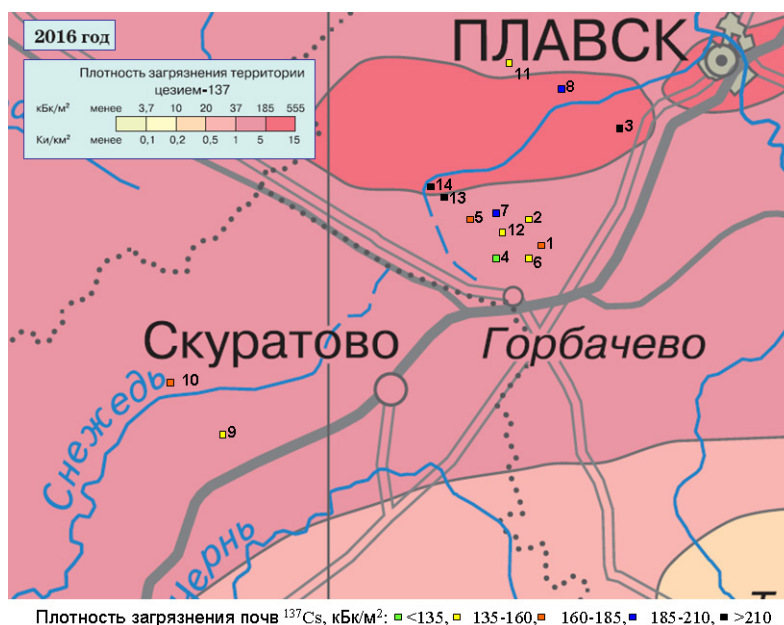 2016 год
ПЛАВСК
Плотность загрязнения территории
цезием-137
кБк/м² менее 3,7 10 20 37 185 555
Ки/км² менее 0,1 0,2 0,5 1 5 15
11
8
3
14
13
5
7
2
12
1
4
6
Скуратово
Горбачево
10
9
Снежедь
Чернь
Плотность загрязнения почв ¹³⁷Cs, кБк/м²: <135, 135-160, 160-185, 185-210, >210